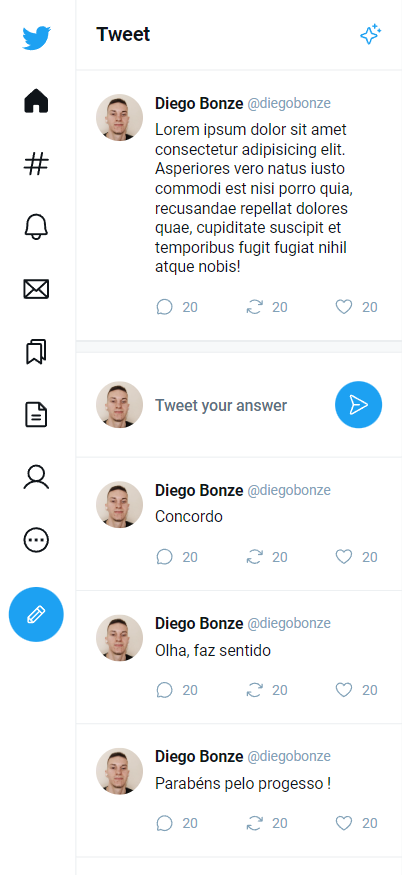 Tweet
Diego Bonze @diegobonze
Lorem ipsum dolor sit amet
consectetur adipisicing elit.
Asperiores vero natus iusto
commodi est nisi porro quia,
recusandae repellat dolores
quae, cupiditate suscipit et
temporibus fugit fugiat nihil
atque nobis!
20 20 20
Tweet your answer
Diego Bonze @diegobonze
Concordo
20 20 20
Diego Bonze @diegobonze
Olha, faz sentido
20 20 20
Diego Bonze @diegobonze
Parabéns pelo progesso !
20 20 20